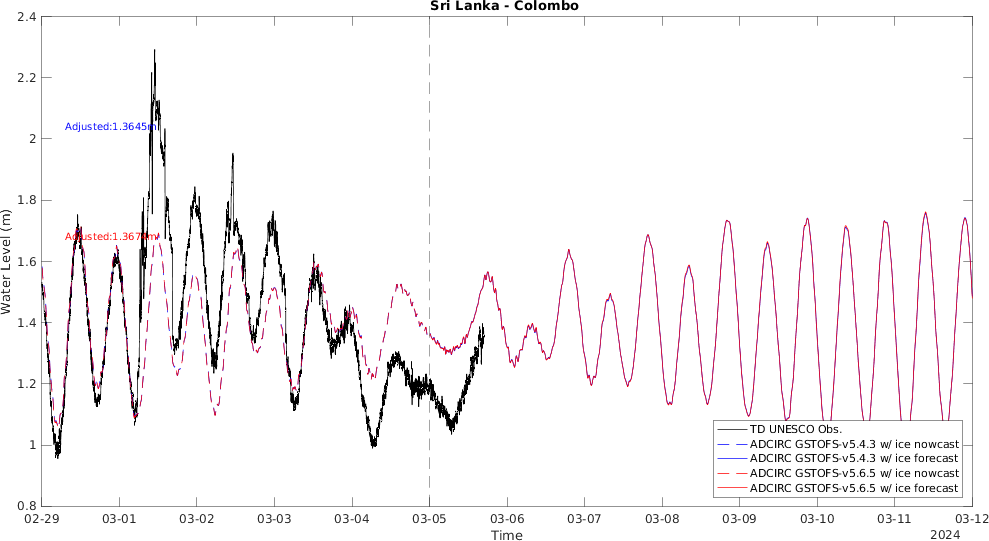 Sri Lanka - Colombo
2.4
2.2
2
1.8
1.6
1.4
1.2
1
0.8
Water Level (m)
Adjusted:1.3645m
TD UNESCO Obs.
ADCIRC GSTOFS-v5.4.3 w/ ice nowcast
ADCIRC GSTOFS-v5.4.3 w/ ice forecast
ADCIRC GSTOFS-v5.6.5 w/ ice nowcast
ADCIRC GSTOFS-v5.6.5 w/ ice forecast
02-29 03-01 03-02 03-03 03-04 03-05 03-06 03-07 03-08 03-09 03-10 03-11 03-12
Time
2024